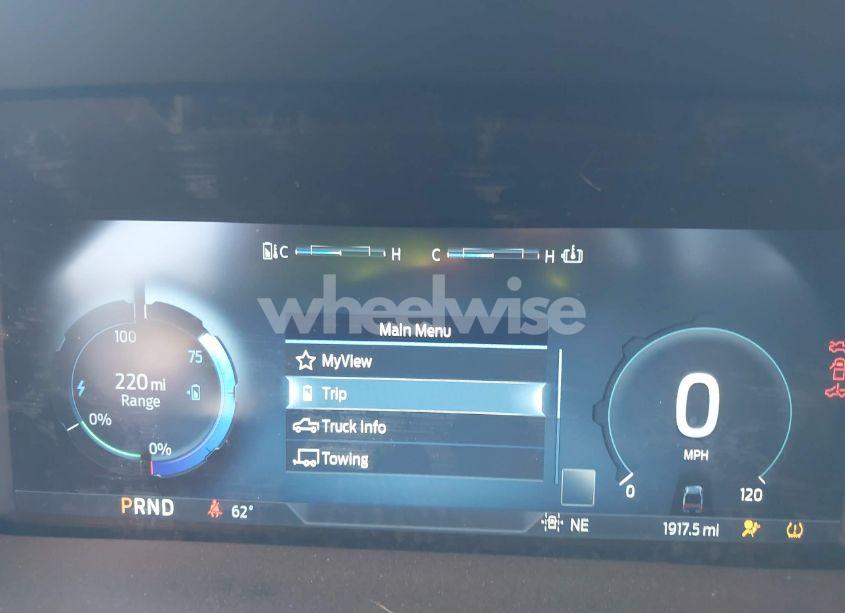 C H C H
wheelwise
Main Menu
MyView
Trip
Truck Info
Towing
100
75
220 mi
Range
0%
0%
0
MPH
0 120
PRND 62° NE 1917.5 mi